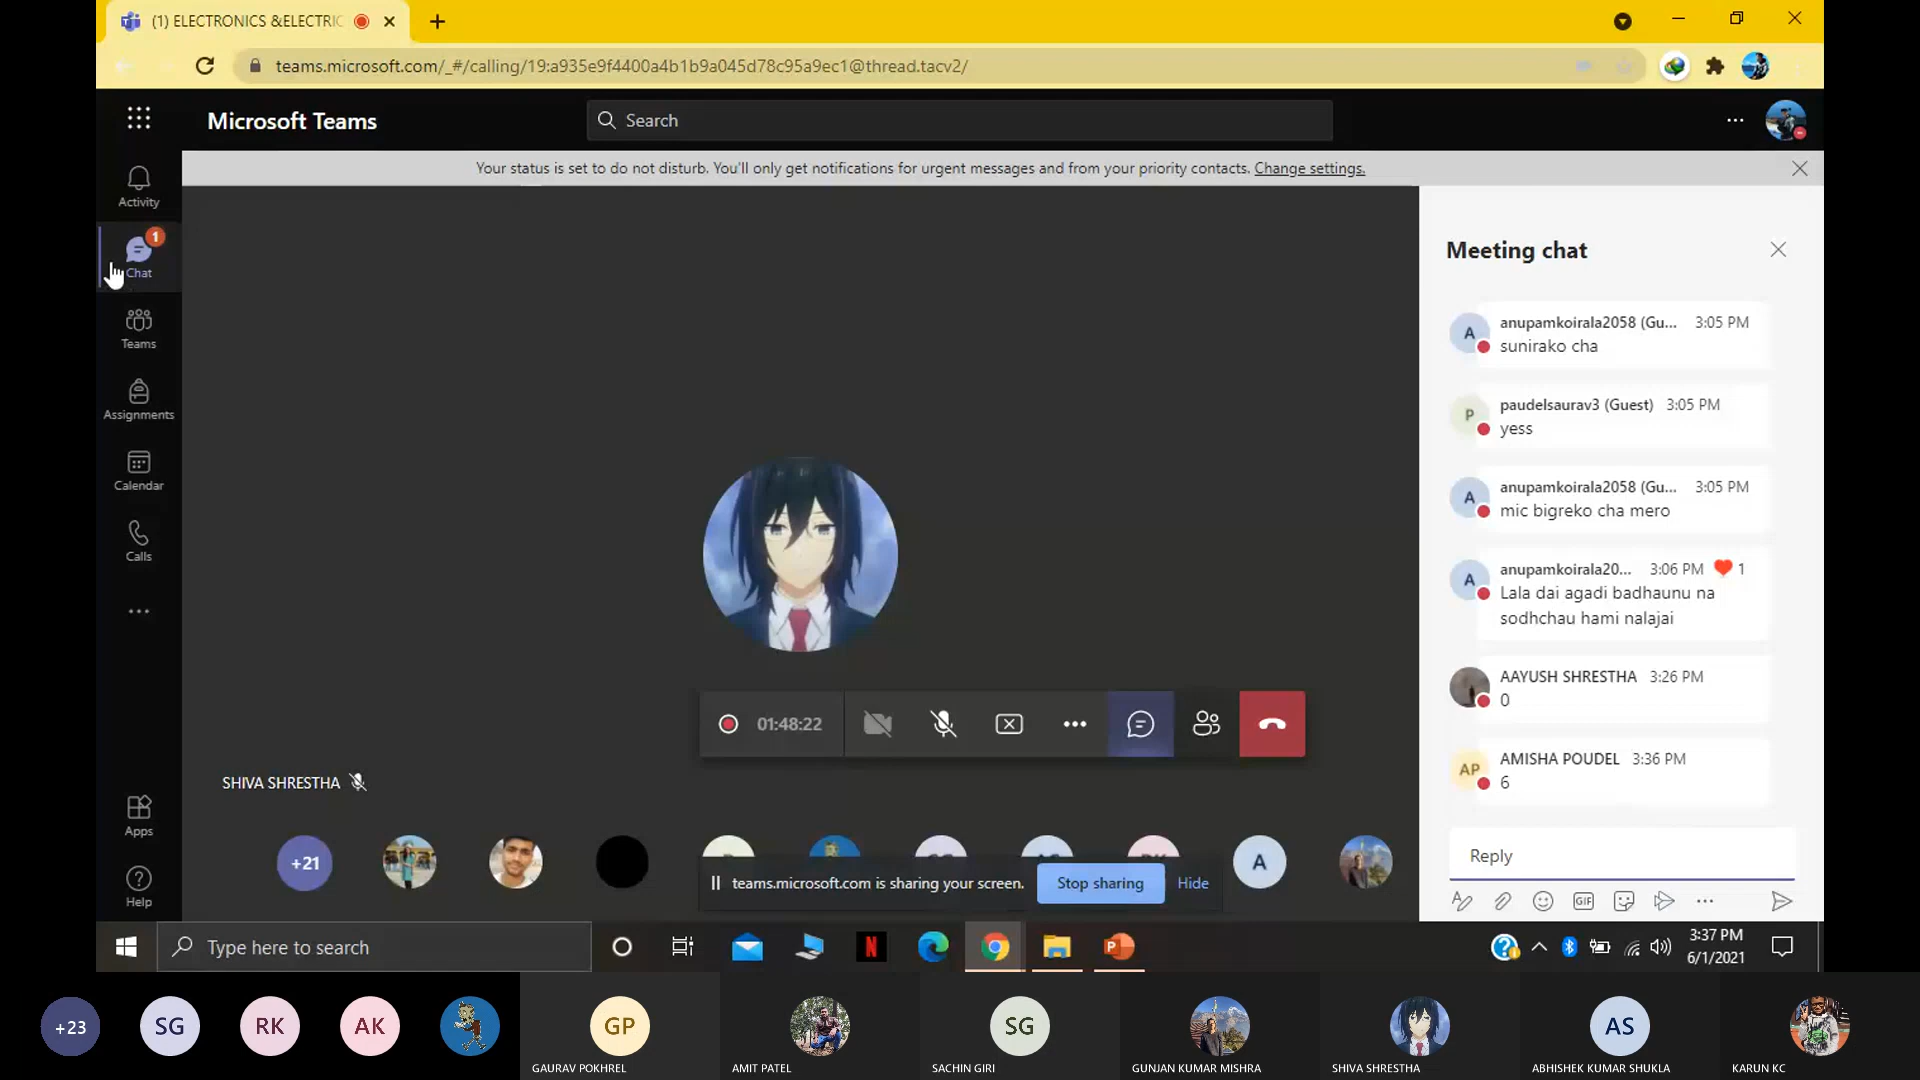 (1) ELECTRONICS &ELECTRIC
teams.microsoft.com/_#/calling/19:a935e9f4400a4b1b9a045d78c95a9ec1@thread.tacv2/
Microsoft Teams
Search
Your status is set to do not disturb. You'll only get notifications for urgent messages and from your priority contacts. Change settings.
Activity
1
Chat
Teams
Assignments
Calendar
Calls
Apps
Help
Meeting chat
A
anupamkoirala2058 (Gu... 3:05 PM
sunirako cha
P
paudelsaurav3 (Guest) 3:05 PM
yess
A
anupamkoirala2058 (Gu... 3:05 PM
mic bigreko cha mero
A
anupamkoirala20... 3:06 PM 1
Lala dai agadi badhaunu na
sodhchau hami nalajai
AAYUSH SHRESTHA 3:26 PM
0
AP
AMISHA POUDEL 3:36 PM
6
Reply
GIF
01:48:22
SHIVA SHRESTHA
+21
A
teams.microsoft.com is sharing your screen. Stop sharing Hide
Type here to search
N
P
3:37 PM
6/1/2021
+23
SG
RK
AK
GP
GAURAV POKHREL
AMIT PATEL
SG
SACHIN GIRI
GUNJAN KUMAR MISHRA
SHIVA SHRESTHA
AS
ABHISHEK KUMAR SHUKLA
KARUN KC